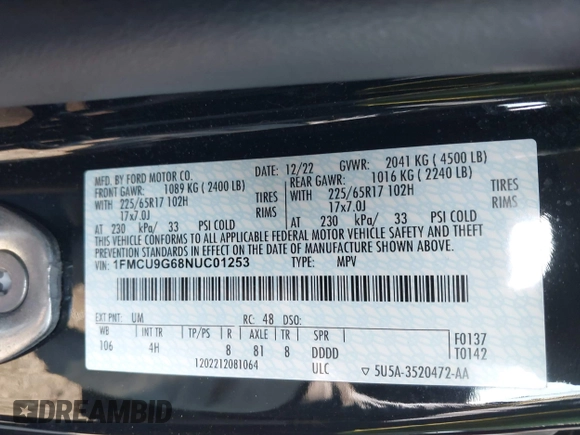 MFD. BY FORD MOTOR CO.
DATE: 12/22 GVWR: 2041 KG ( 4500 LB)
FRONT GAWR: 1089 KG ( 2400 LB)
REAR GAWR: 1016 KG ( 2240 LB)
WITH 225/65R17 102H TIRES
WITH 225/65R17 102H TIRES
17x7.0J RIMS
17x7.0J RIMS
AT 230 kPa/ 33 PSI COLD
AT 230 kPa/ 33 PSI COLD
THIS VEHICLE CONFORMS TO ALL APPLICABLE FEDERAL MOTOR VEHICLE SAFETY AND THEFT
PREVENTION STANDARDS IN EFFECT ON THE DATE OF MANUFACTURE SHOWN ABOVE.
VIN: 1FMCU9G68NUC01253 TYPE: MPV
EXT PNT: UM RC: 48 DSO:
WB INT TR TP/PS R AXLE TR SPR
106 4H 8 81 8 DDDD
F0137
T0142
1202212081064 ULC
5U5A-3520472-AA
DREAMBID